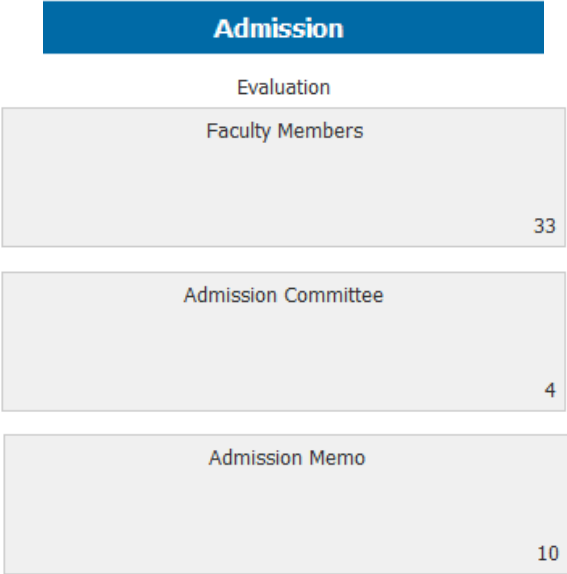 Admission
Evaluation
Faculty Members
33
Admission Committee
4
Admission Memo
10